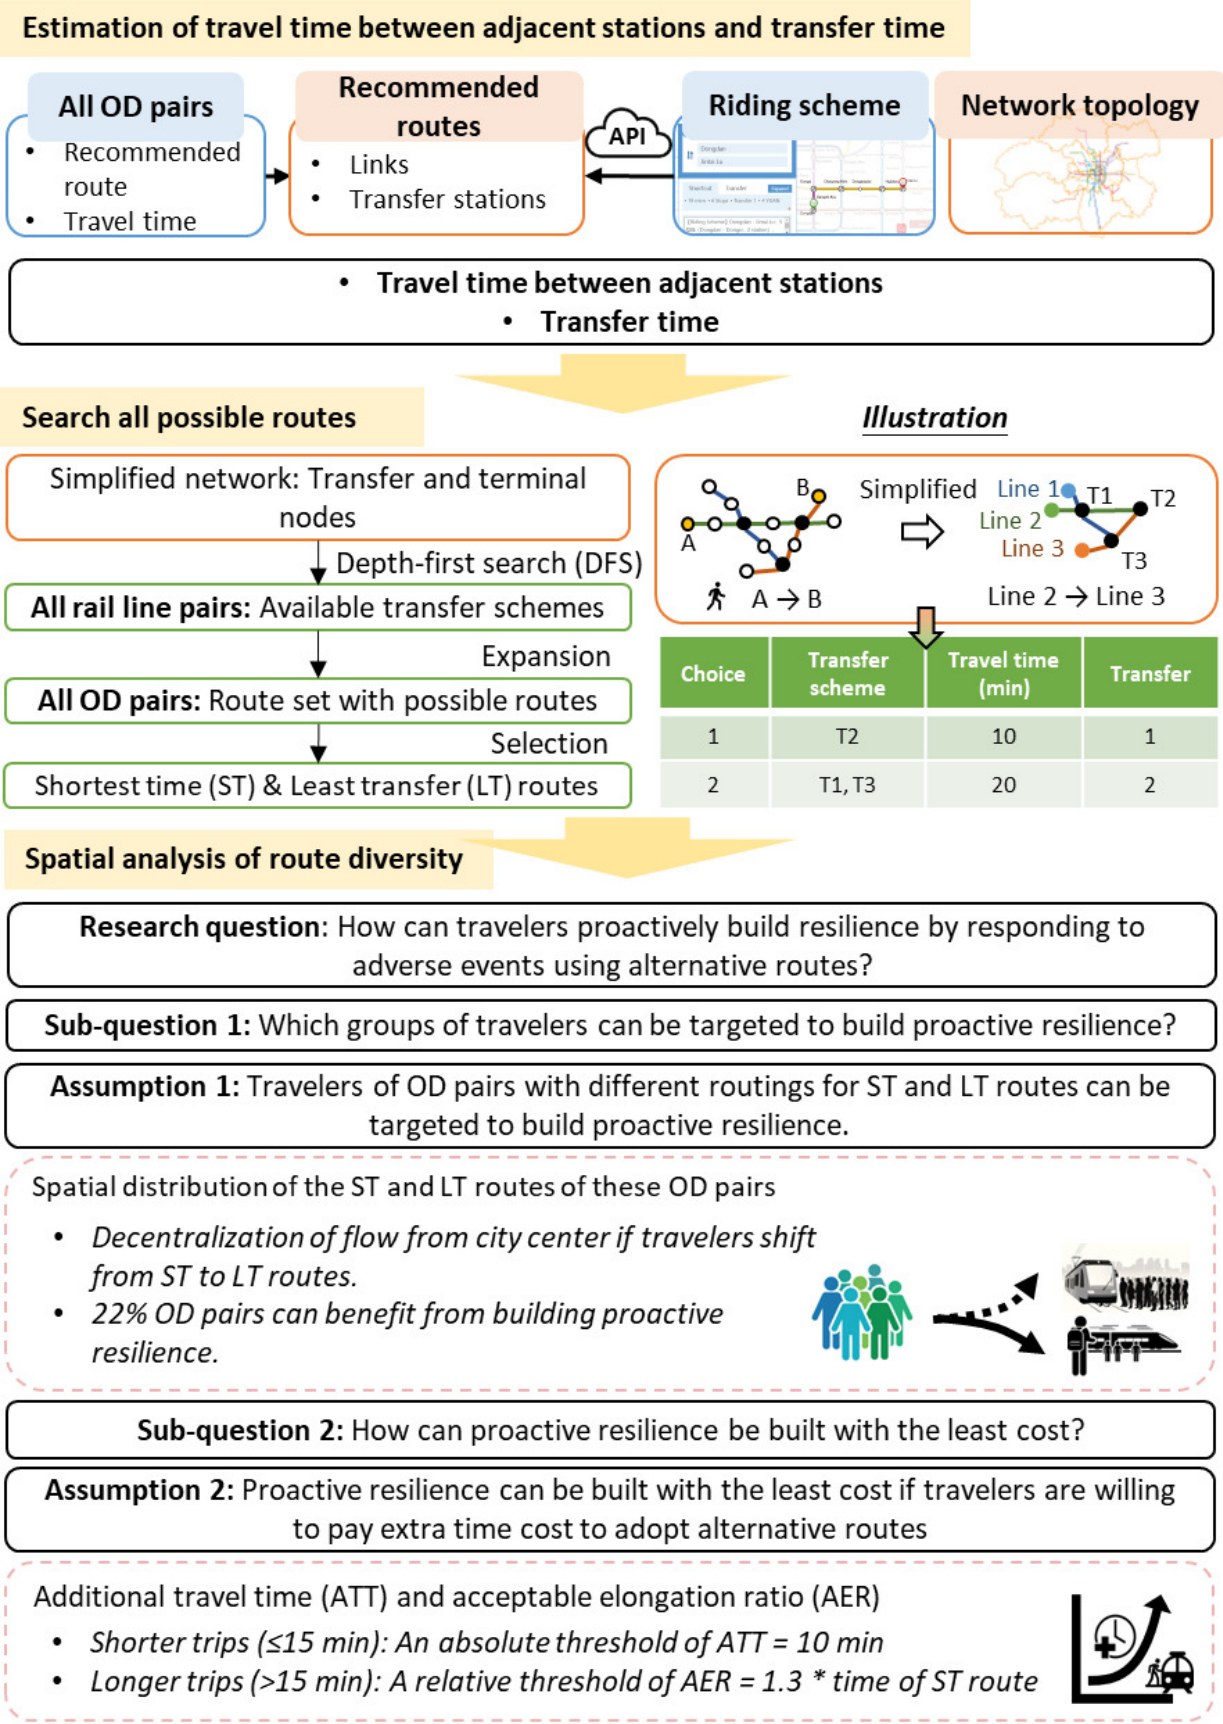 Estimation of travel time between adjacent stations and transfer time
All OD pairs
• Recommended
route
• Travel time
Recommended
routes
• Links
• Transfer stations
API
Riding scheme
Dongdan
Network topology
• Travel time between adjacent stations
• Transfer time
Search all possible routes
Simplified network: Transfer and terminal
nodes
Depth-first search (DFS)
All rail line pairs: Available transfer schemes
Expansion
All OD pairs: Route set with possible routes
Selection
Shortest time (ST) & Least transfer (LT) routes
Illustration
A
B
A → B
Simplified
Line 1
Line 2
Line 3
T1
T2
T3
Line 2 → Line 3
Choice
Transfer
scheme
Travel time
(min)
Transfer
1 T2 10 1
2 T1, T3 20 2
Spatial analysis of route diversity
Research question: How can travelers proactively build resilience by responding to
adverse events using alternative routes?
Sub-question 1: Which groups of travelers can be targeted to build proactive resilience?
Assumption 1: Travelers of OD pairs with different routings for ST and LT routes can be
targeted to build proactive resilience.
Spatial distribution of the ST and LT routes of these OD pairs
• Decentralization of flow from city center if travelers shift
from ST to LT routes.
• 22% OD pairs can benefit from building proactive
resilience.
Sub-question 2: How can proactive resilience be built with the least cost?
Assumption 2: Proactive resilience can be built with the least cost if travelers are willing
to pay extra time cost to adopt alternative routes
Additional travel time (ATT) and acceptable elongation ratio (AER)
• Shorter trips (≤15 min): An absolute threshold of ATT = 10 min
• Longer trips (>15 min): A relative threshold of AER = 1.3 * time of ST route